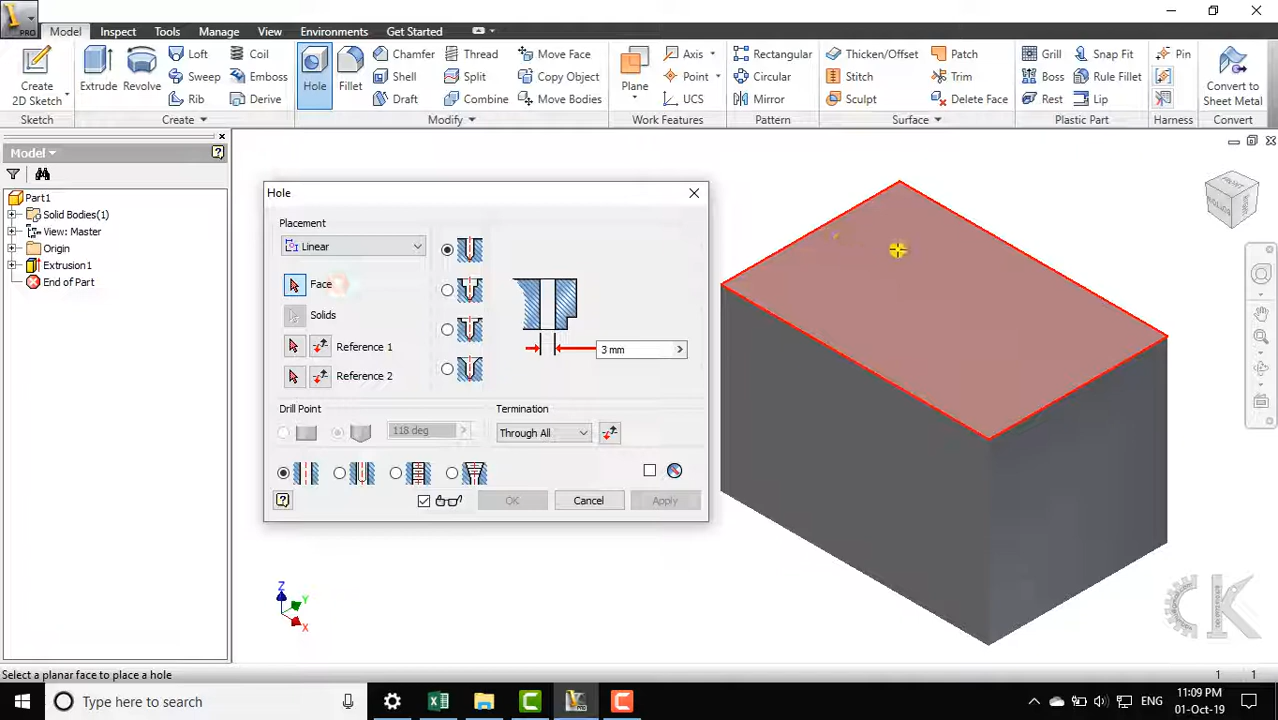 PRO
Model Inspect Tools Manage View Environments Get Started
Create 2D Sketch
Extrude
Revolve
Loft
Sweep
Rib
Coil
Emboss
Derive
Hole
Fillet
Chamfer
Shell
Draft
Thread
Split
Combine
Move Face
Copy Object
Move Bodies
Plane
Axis
Point
UCS
Rectangular
Circular
Mirror
Thicken/Offset
Stitch
Sculpt
Patch
Trim
Delete Face
Grill
Boss
Rest
Snap Fit
Rule Fillet
Lip
Pin
Convert to Sheet Metal
Sketch Create Modify Work Features Pattern Surface Plastic Part Harness Convert
Model
Part1
Solid Bodies(1)
View: Master
Origin
Extrusion1
End of Part
Hole
Placement
Linear
Face
Solids
Reference 1
Reference 2
3 mm
Drill Point
118 deg
Termination
Through All
OK Cancel Apply
FRONT
Z
Y
X
CK
Select a planar face to place a hole 1 1
Type here to search
PRO
ENG
11:09 PM
01-Oct-19